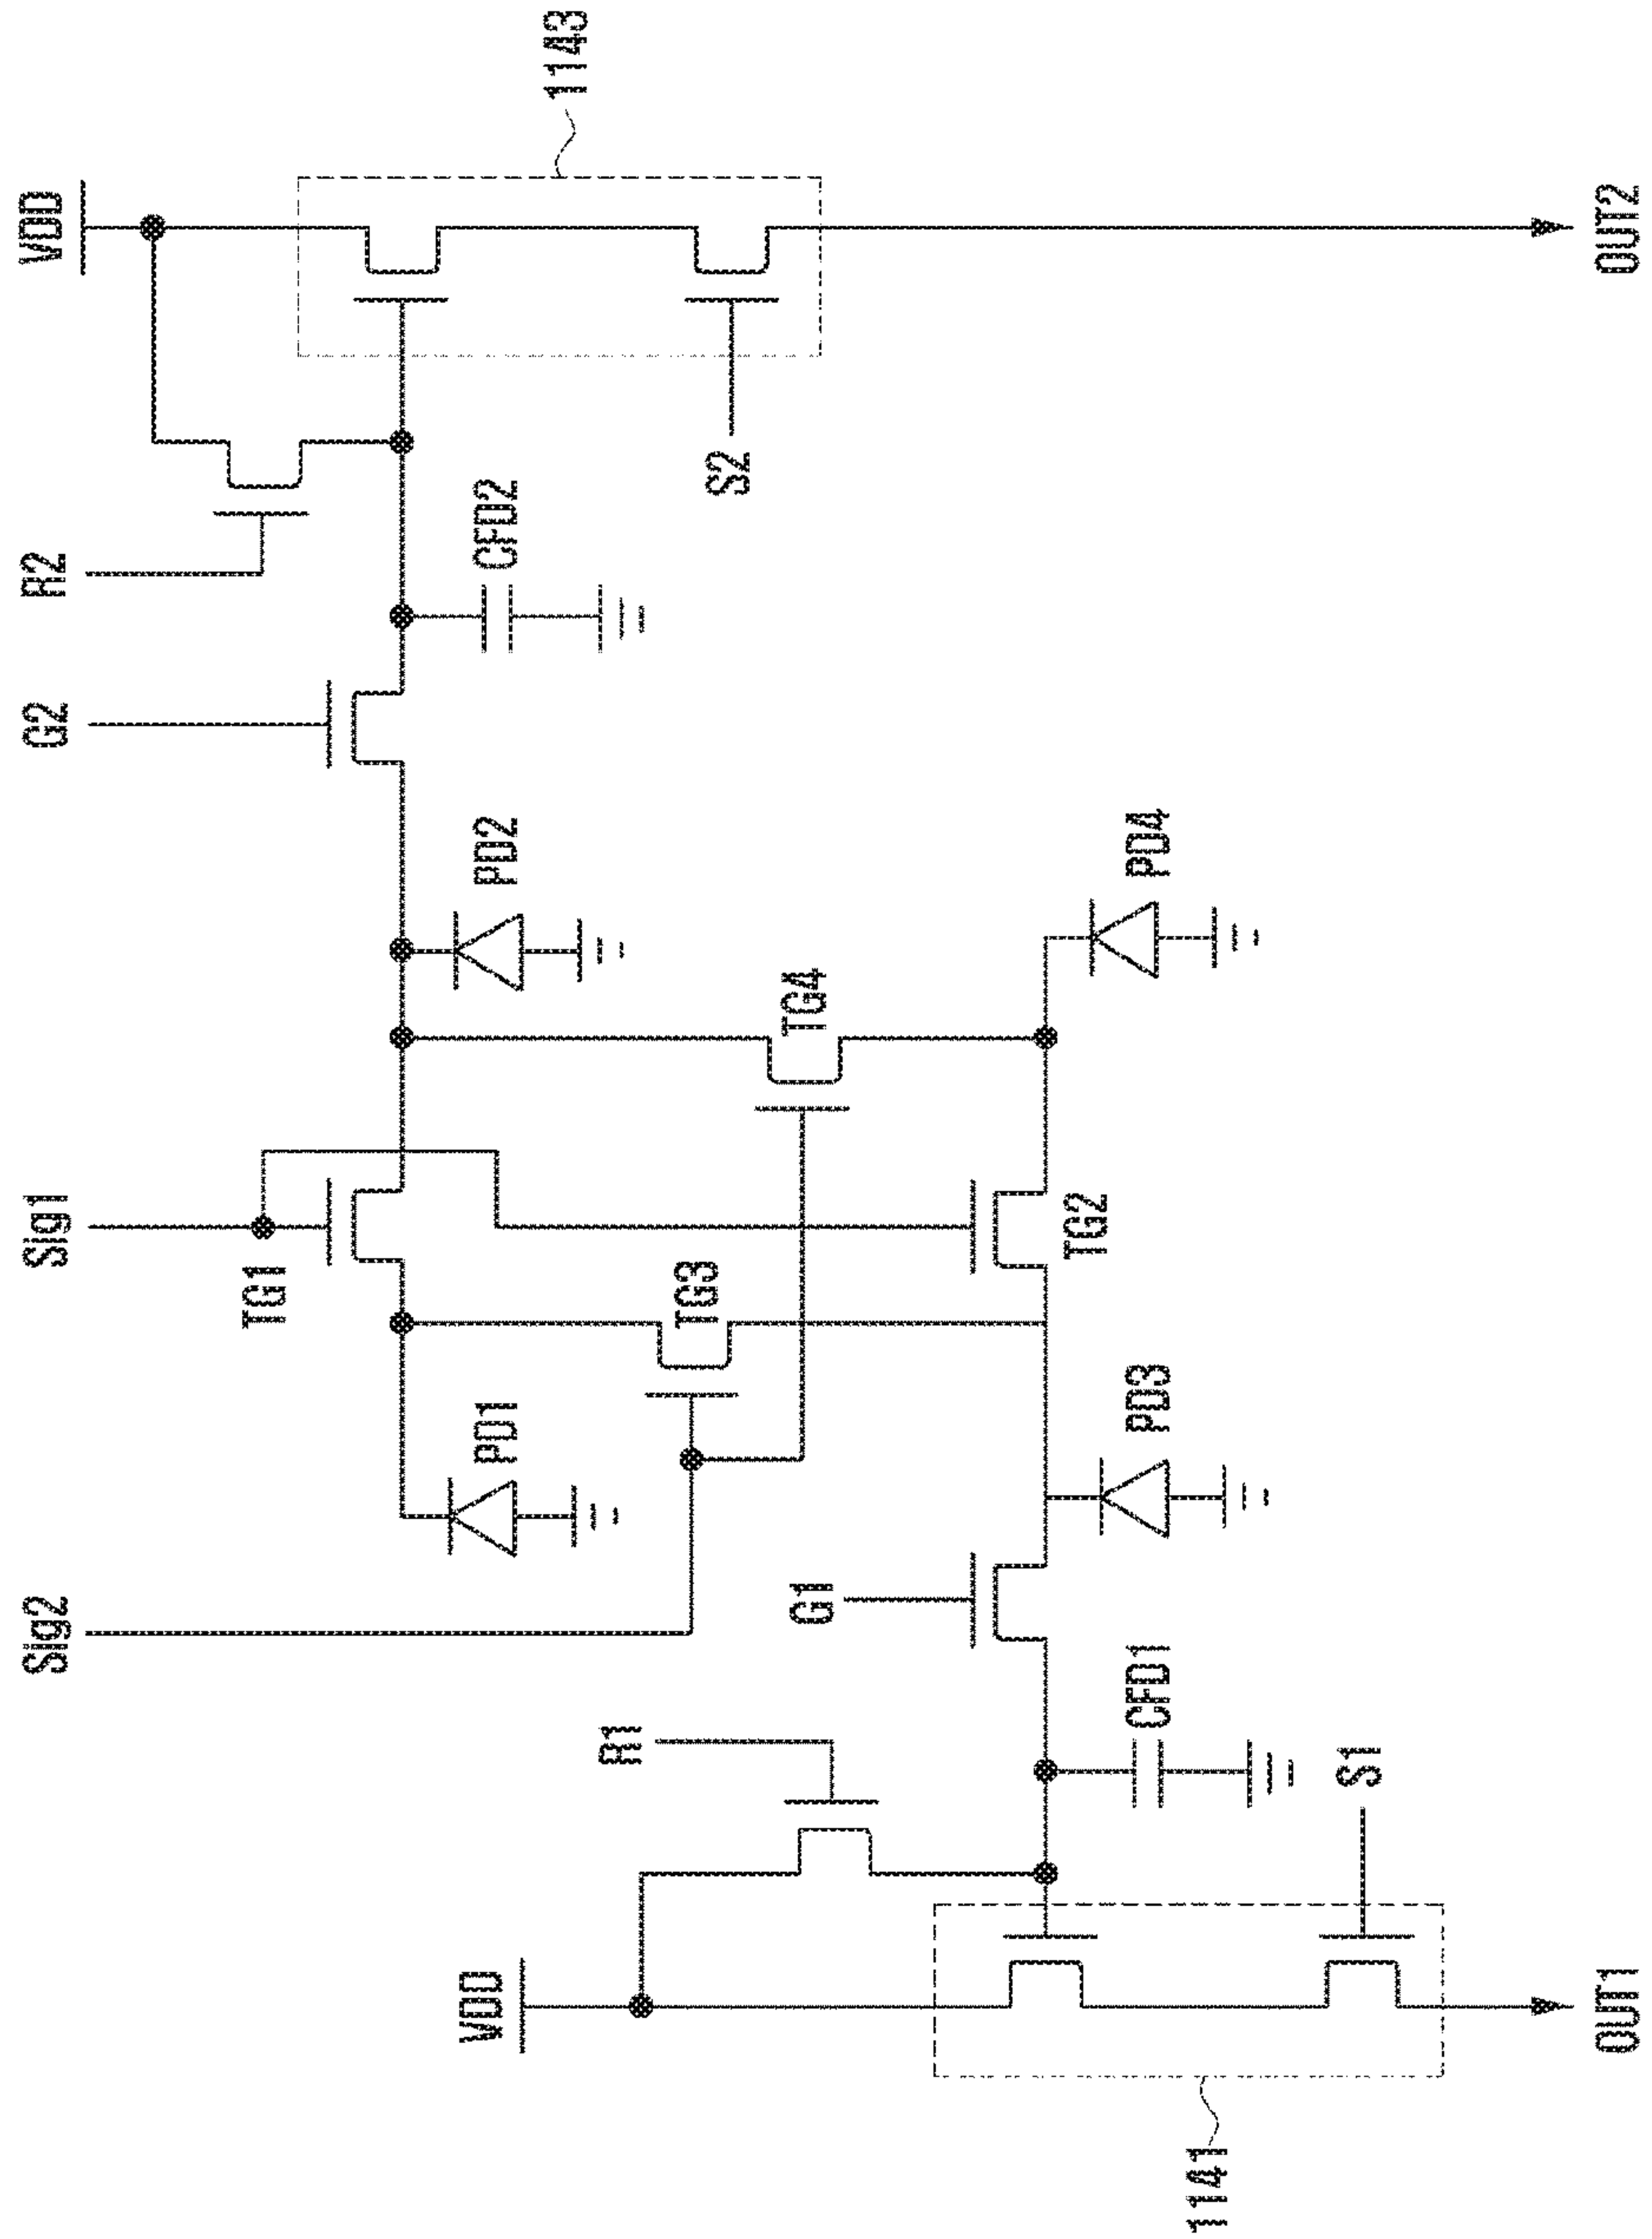 Sig2
Sig1
G2
R2
VDD
TG1
VDD
PD1
PD2
CFD2
1143
R1
TG3
S2
G1
TG4
TG2
CFD1
PD3
PD4
1141
S1
OUT1
OUT2